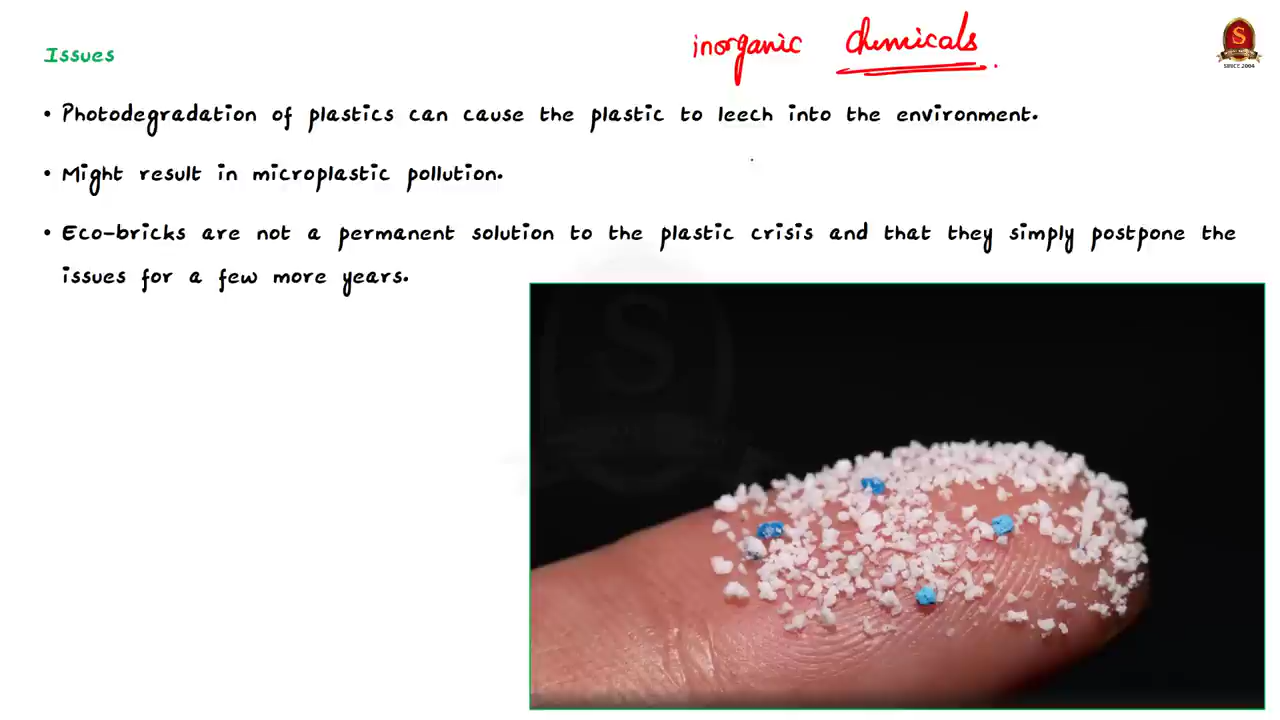 inorganic chemicals.
Issues
• Photodegradation of plastics can cause the plastic to leech into the environment.
• Might result in microplastic pollution.
• Eco-bricks are not a permanent solution to the plastic crisis and that they simply postpone the
issues for a few more years.
S
SINCE 2004